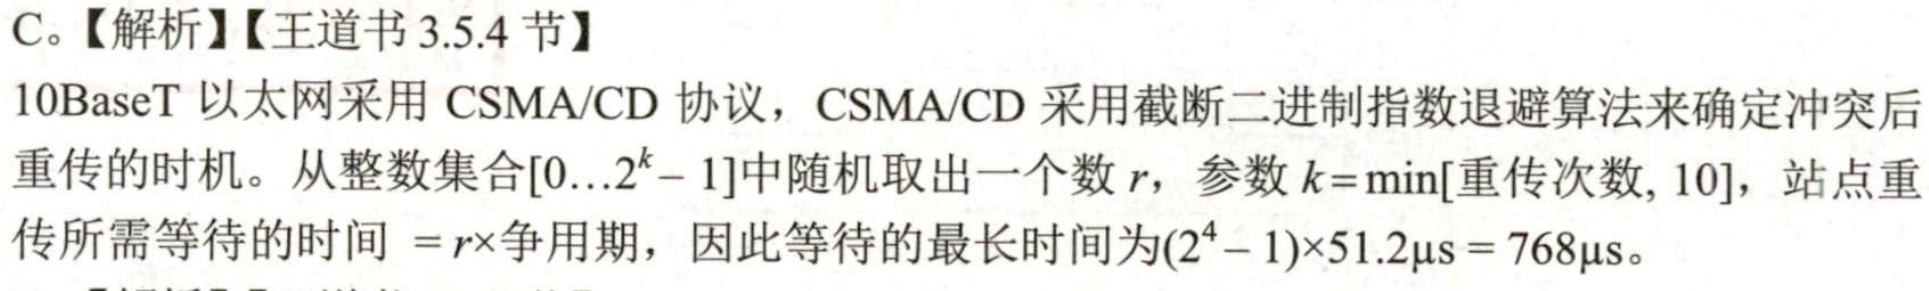 C。【解析】【王道书 3.5.4 节】
10BaseT 以太网采用 CSMA/CD 协议，CSMA/CD 采用截断二进制指数退避算法来确定冲突后
重传的时机。从整数集合[0…2ᵏ – 1]中随机取出一个数 r，参数 k = min[重传次数, 10]，站点重
传所需等待的时间 = r×争用期，因此等待的最长时间为(2⁴ – 1)×51.2μs = 768μs。